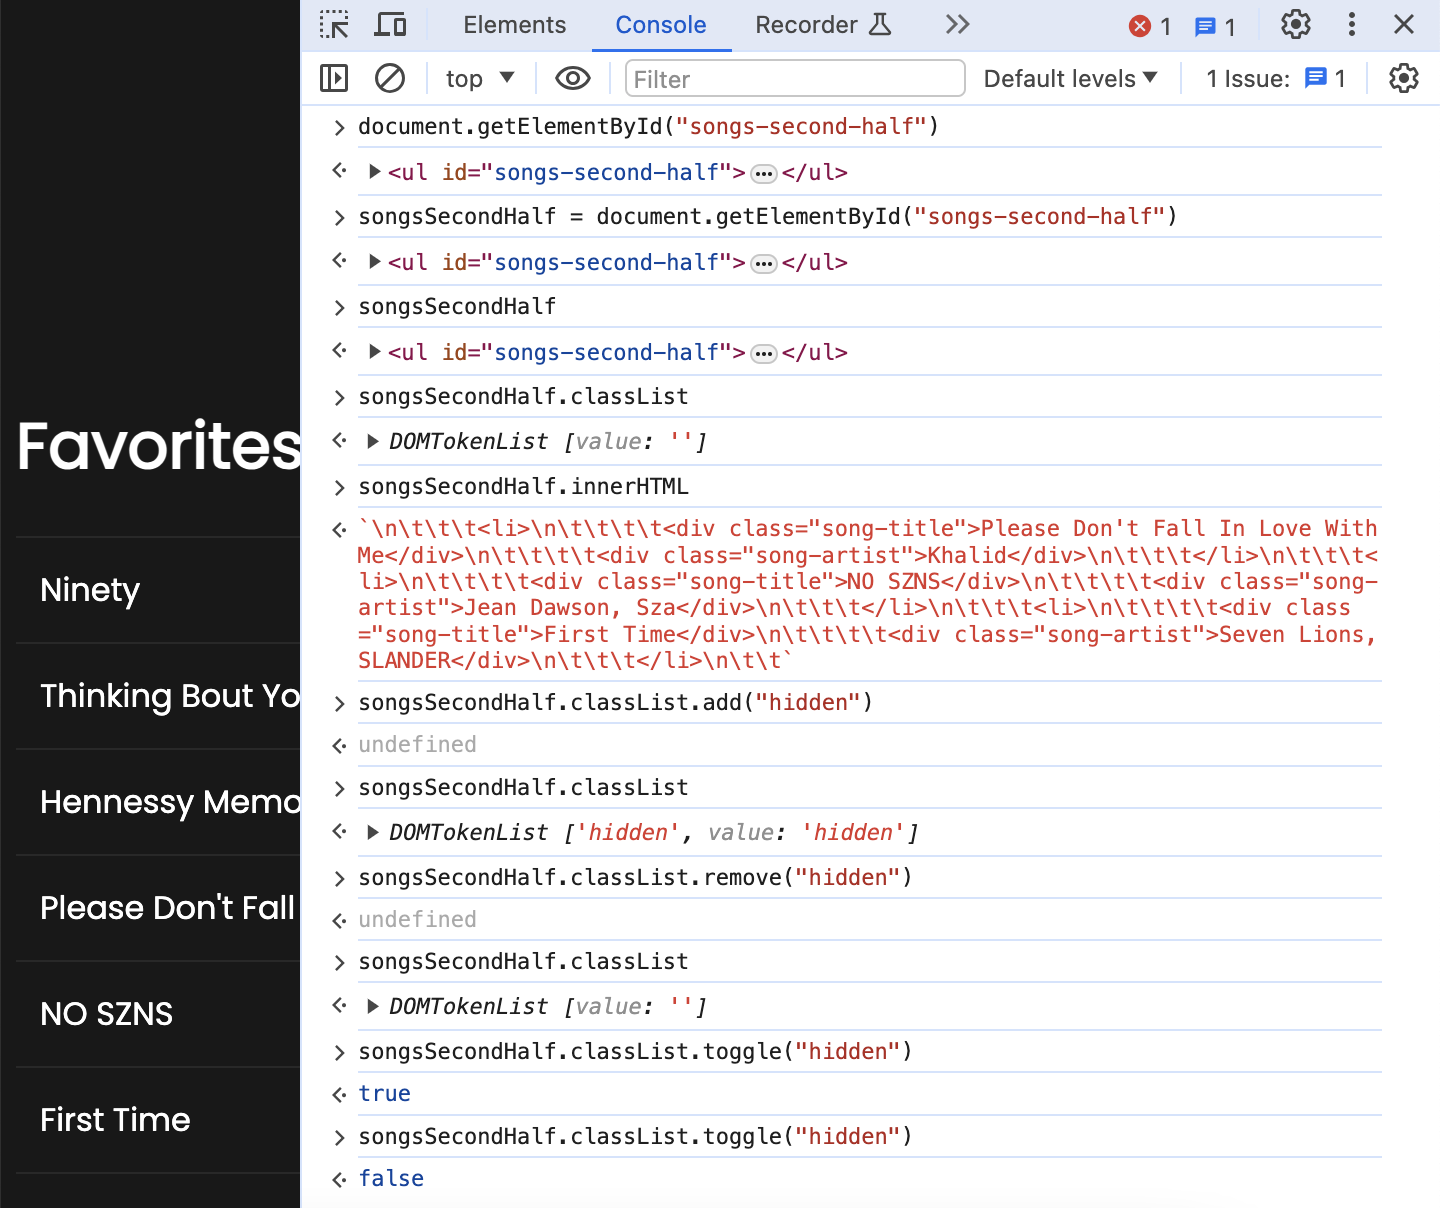 Elements Console Recorder 1 1
top Filter Default levels 1 Issue: 1
document.getElementById("songs-second-half")
<ul id="songs-second-half">…</ul>
songsSecondHalf = document.getElementById("songs-second-half")
<ul id="songs-second-half">…</ul>
songsSecondHalf
<ul id="songs-second-half">…</ul>
songsSecondHalf.classList
DOMTokenList [value: '']
songsSecondHalf.innerHTML
`\n\t\t\t<li>\n\t\t\t\t<div class="song-title">Please Don't Fall In Love With
Me</div>\n\t\t\t\t<div class="song-artist">Khalid</div>\n\t\t\t</li>\n\t\t\t<
li>\n\t\t\t\t<div class="song-title">NO SZNS</div>\n\t\t\t\t<div class="song-
artist">Jean Dawson, Sza</div>\n\t\t\t</li>\n\t\t\t<li>\n\t\t\t\t<div class
="song-title">First Time</div>\n\t\t\t\t<div class="song-artist">Seven Lions,
SLANDER</div>\n\t\t\t</li>\n\t\t`
songsSecondHalf.classList.add("hidden")
undefined
songsSecondHalf.classList
DOMTokenList ['hidden', value: 'hidden']
songsSecondHalf.classList.remove("hidden")
undefined
songsSecondHalf.classList
DOMTokenList [value: '']
songsSecondHalf.classList.toggle("hidden")
true
songsSecondHalf.classList.toggle("hidden")
false
Favorites
Ninety
Thinking Bout Yo
Hennessy Memo
Please Don't Fall
NO SZNS
First Time